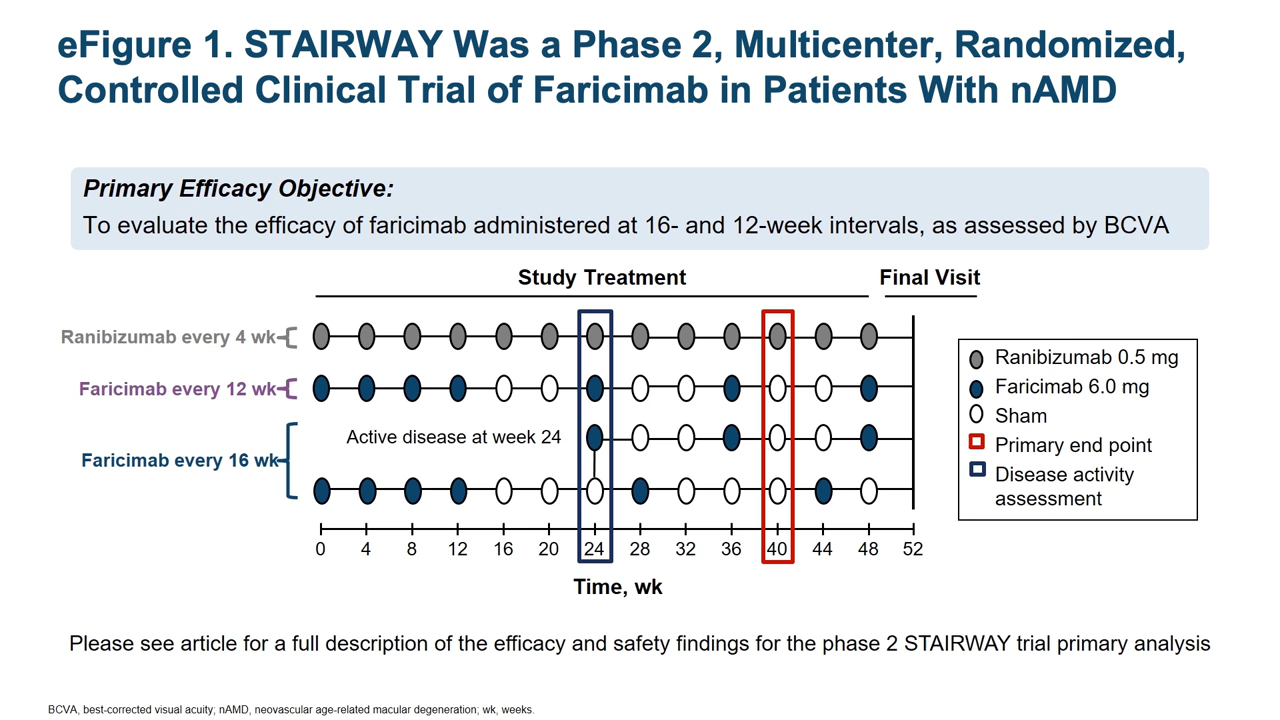 eFigure 1. STAIRWAY Was a Phase 2, Multicenter, Randomized,
Controlled Clinical Trial of Faricimab in Patients With nAMD
Primary Efficacy Objective:
To evaluate the efficacy of faricimab administered at 16- and 12-week intervals, as assessed by BCVA
Study Treatment
Final Visit
Ranibizumab every 4 wk
Faricimab every 12 wk
Active disease at week 24
Faricimab every 16 wk
0 4 8 12 16 20 24 28 32 36 40 44 48 52
Time, wk
Ranibizumab 0.5 mg
Faricimab 6.0 mg
Sham
Primary end point
Disease activity
assessment
Please see article for a full description of the efficacy and safety findings for the phase 2 STAIRWAY trial primary analysis
BCVA, best-corrected visual acuity; nAMD, neovascular age-related macular degeneration; wk, weeks.